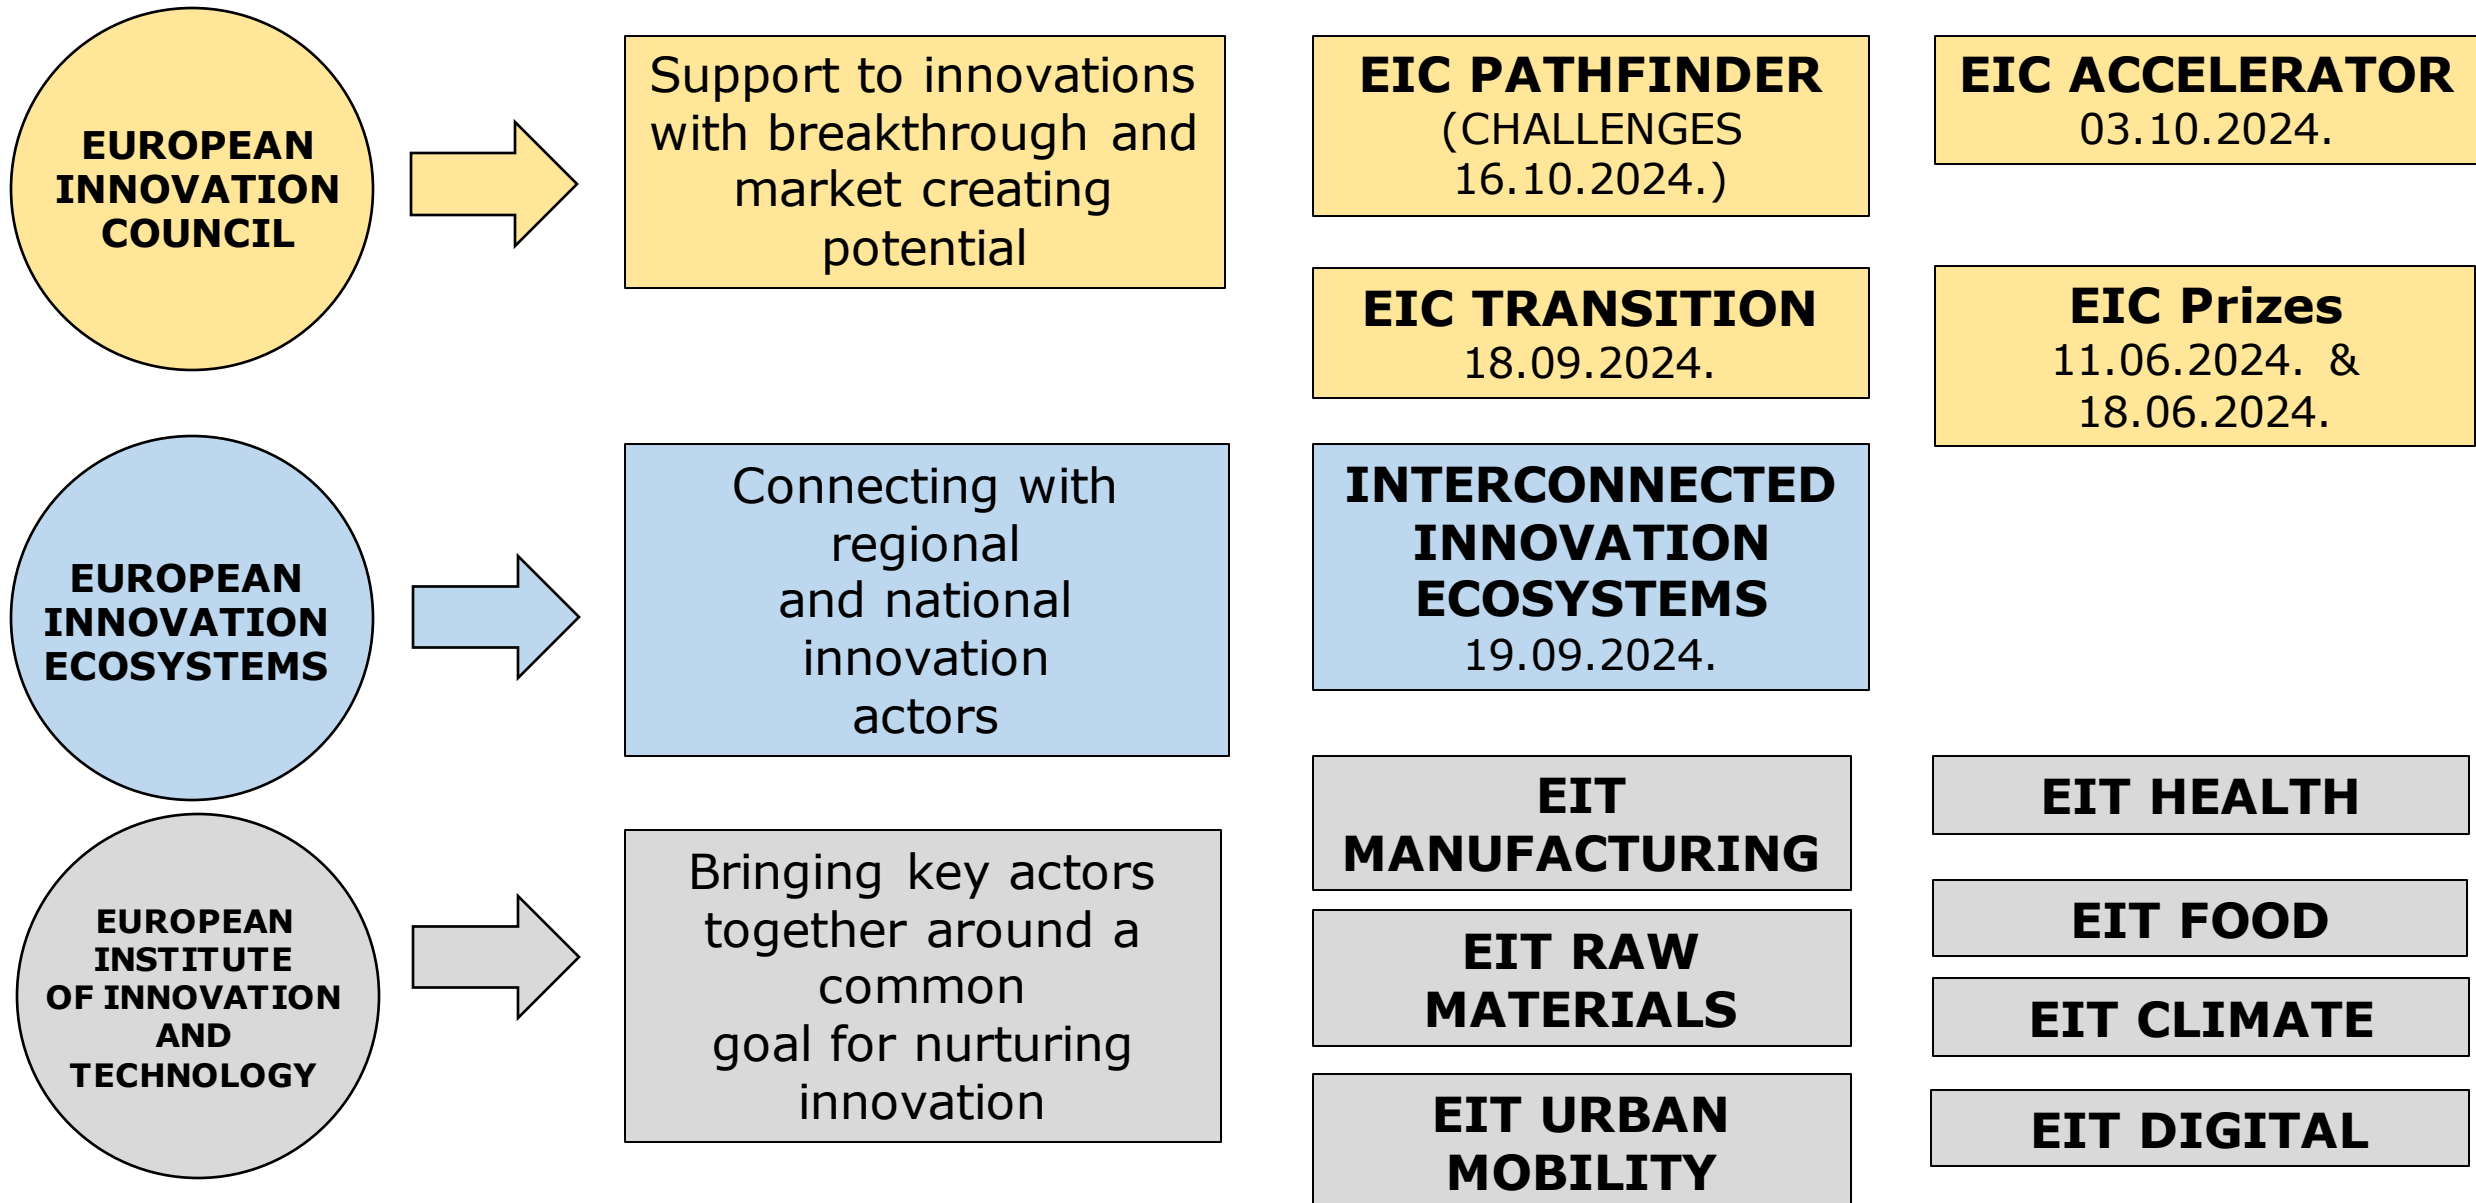 EUROPEAN
INNOVATION
COUNCIL
Support to innovations
with breakthrough and
market creating
potential
EIC PATHFINDER
(CHALLENGES
16.10.2024.)
EIC ACCELERATOR
03.10.2024.
EIC TRANSITION
18.09.2024.
EIC Prizes
11.06.2024. &
18.06.2024.
EUROPEAN
INNOVATION
ECOSYSTEMS
Connecting with
regional
and national
innovation
actors
INTERCONNECTED
INNOVATION
ECOSYSTEMS
19.09.2024.
EUROPEAN
INSTITUTE
OF INNOVATION
AND
TECHNOLOGY
Bringing key actors
together around a
common
goal for nurturing
innovation
EIT
MANUFACTURING
EIT HEALTH
EIT RAW
MATERIALS
EIT FOOD
EIT CLIMATE
EIT URBAN
MOBILITY
EIT DIGITAL